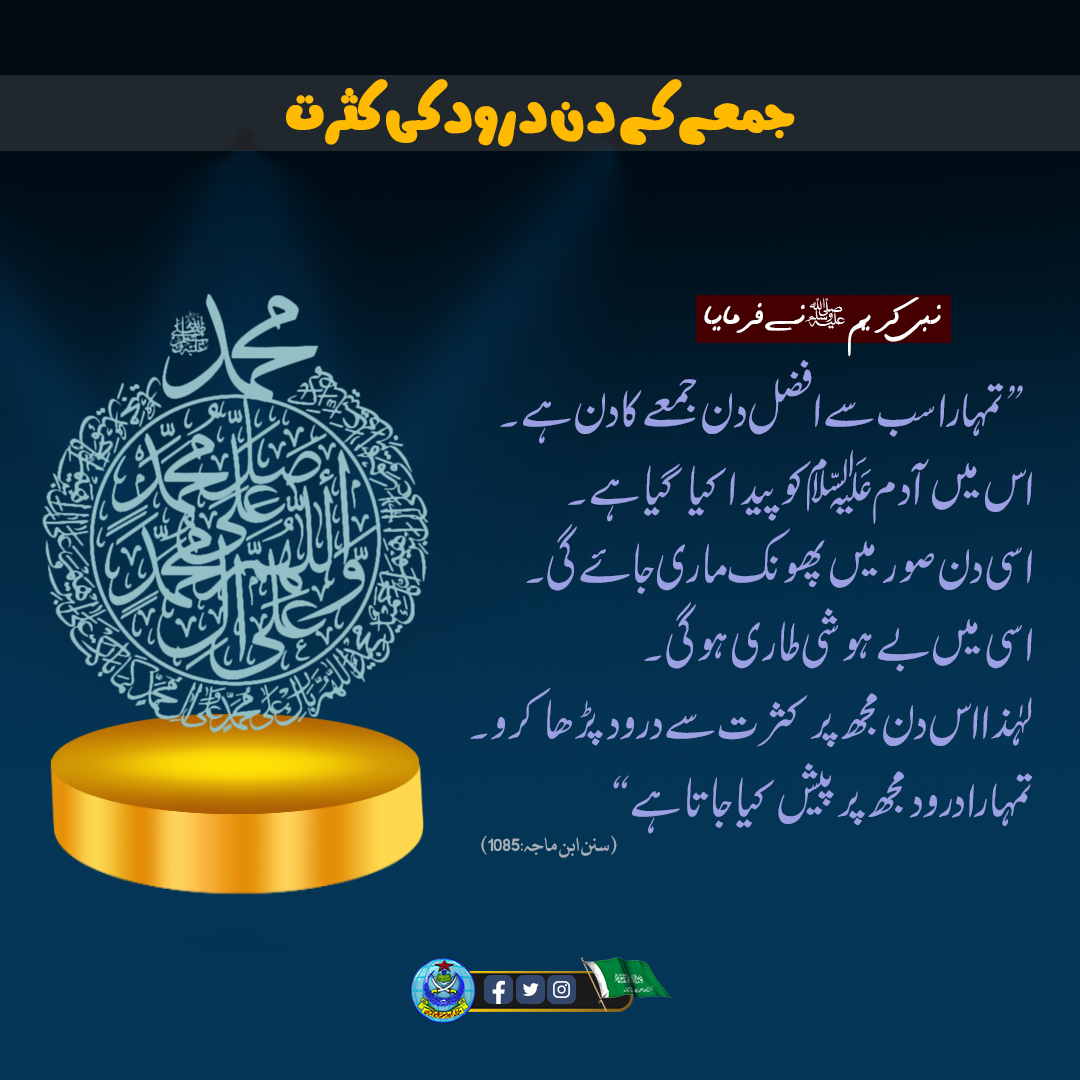 جمعے کے دن درود کی کثرت
نبی کریم ﷺ نے فرمایا
”تمہارا سب سے افضل دن جمعے کا دن ہے۔
اس میں آدم علیہ السلام کو پیدا کیا گیا ہے۔
اسی دن صور میں پھونک ماری جائے گی۔
اسی میں بے ہوشی طاری ہوگی۔
لہٰذا اس دن مجھ پر کثرت سے درود پڑھا کرو۔
تمہارا درود مجھ پر پیش کیا جاتا ہے“
(سنن ابن ماجہ:1085)
محمد ﷺ
اللهم صل على محمد وعلى آل محمد